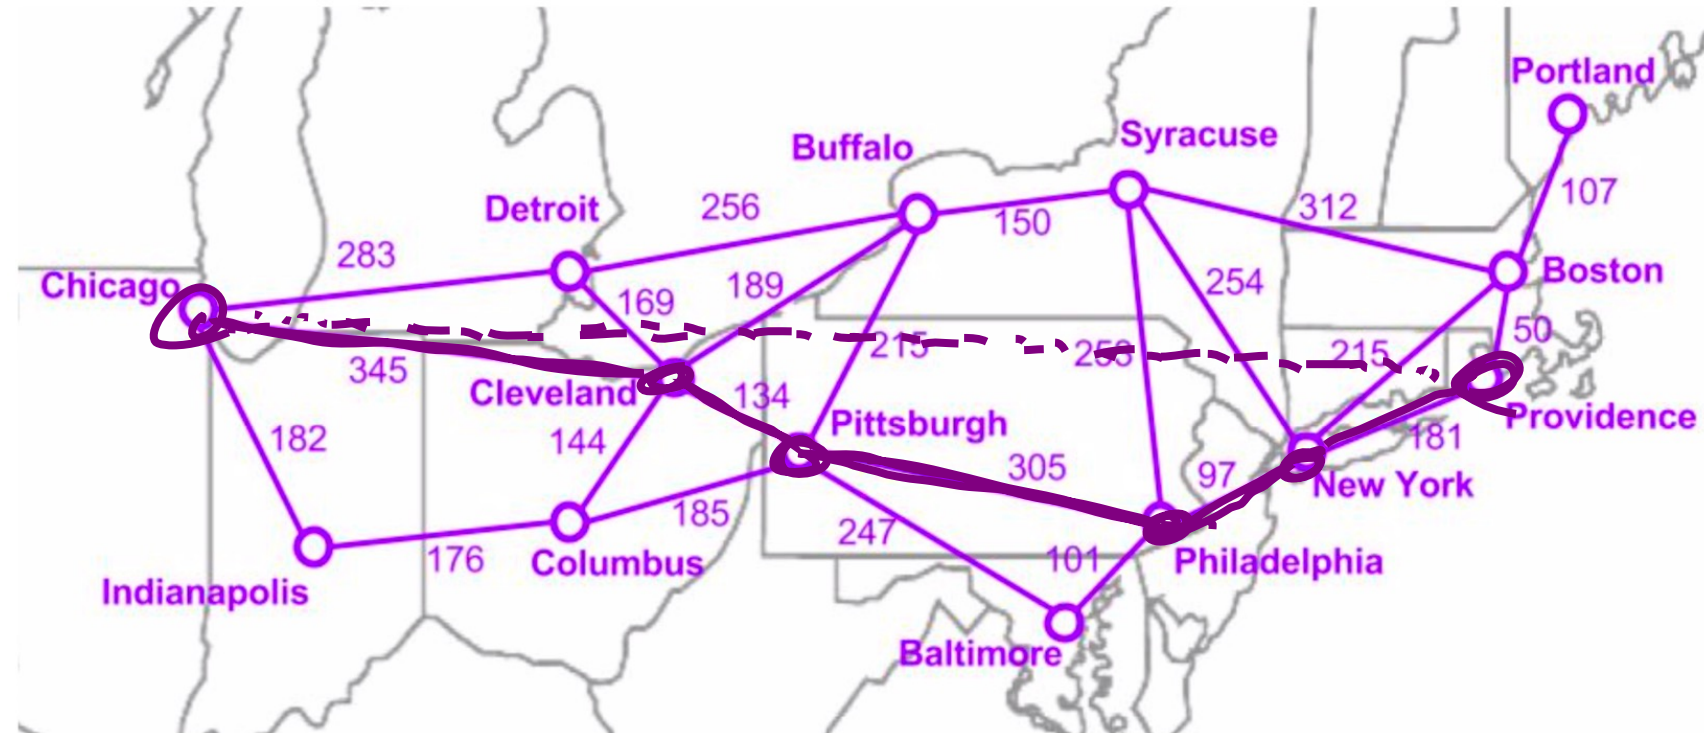 Portland
Syracuse
Buffalo
107
Detroit
256
312
150
283
Boston
Chicago
254
189
169
50
215
253
215
345
Cleveland
134
Providence
Pittsburgh
181
182
144
305
97
New York
185
247
176
Columbus
101
Philadelphia
Indianapolis
Baltimore